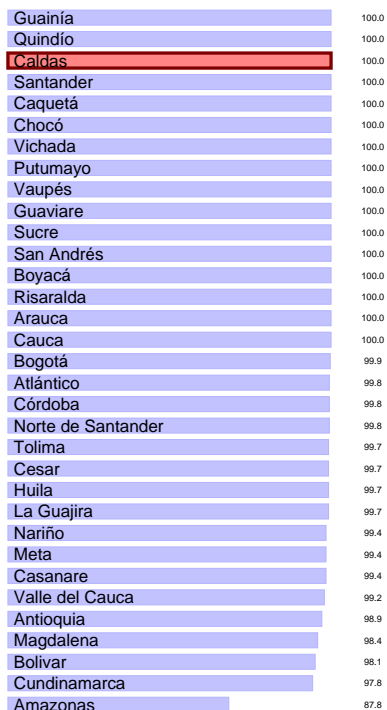 Guainía 100.0
Quindío 100.0
Caldas 100.0
Santander 100.0
Caquetá 100.0
Chocó 100.0
Vichada 100.0
Putumayo 100.0
Vaupés 100.0
Guaviare 100.0
Sucre 100.0
San Andrés 100.0
Boyacá 100.0
Risaralda 100.0
Arauca 100.0
Cauca 100.0
Bogotá 99.9
Atlántico 99.8
Córdoba 99.8
Norte de Santander 99.8
Tolima 99.7
Cesar 99.7
Huila 99.7
La Guajira 99.7
Nariño 99.4
Meta 99.4
Casanare 99.4
Valle del Cauca 99.2
Antioquia 98.9
Magdalena 98.4
Bolivar 98.1
Cundinamarca 97.8
Amazonas 87.8